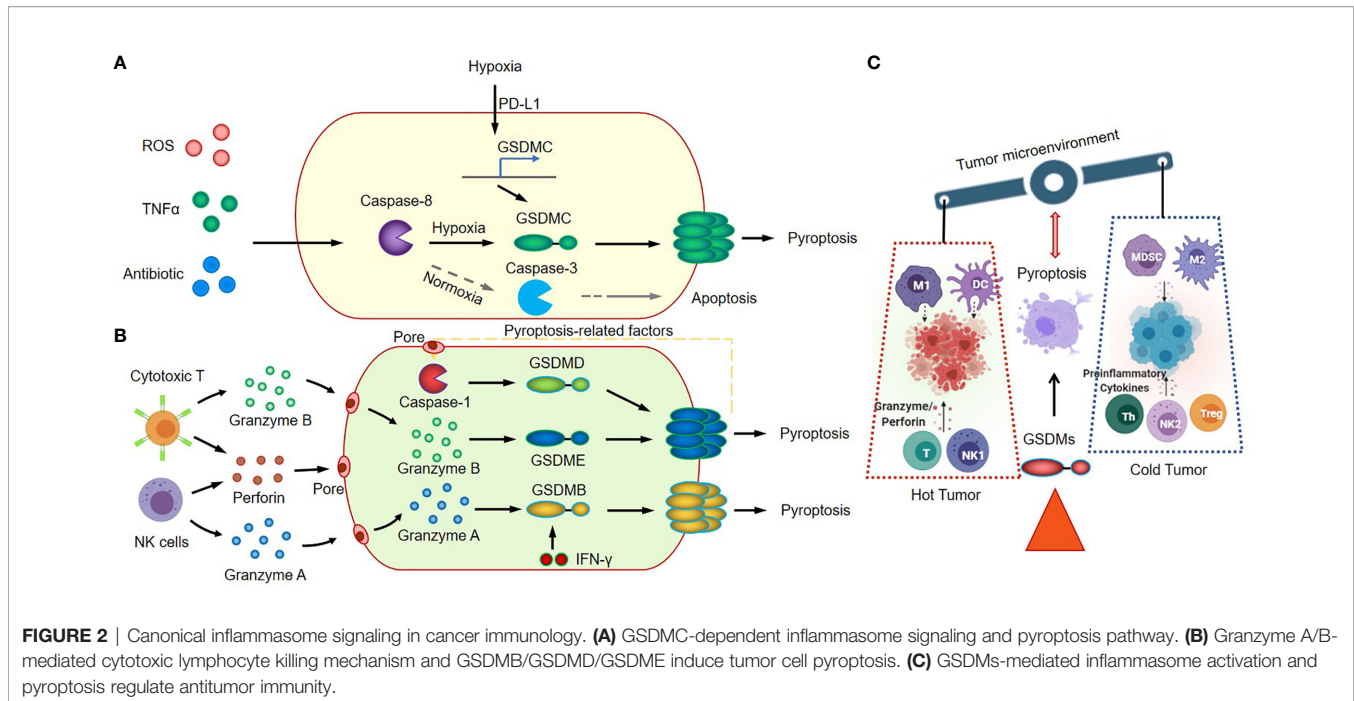 A
Hypoxia
PD-L1
ROS
GSDMC
TNFα
Caspase-8
Hypoxia
GSDMC
Pyroptosis
Antibiotic
Normoxia
Caspase-3
Apoptosis
B
Pore
Pyroptosis-related factors
Cytotoxic T
Granzyme B
Caspase-1
GSDMD
Granzyme B
GSDME
Pyroptosis
Perforin
Pore
GSDMB
Granzyme A
Pyroptosis
NK cells
Granzyme A
IFN-γ
C
Tumor microenvironment
Pyroptosis
M1
DC
MDSC
M2
Granzyme/
Perforin
T
NK1
Hot Tumor
GSDMs
Preinflammatory
Cytokines
Th
NK2
Treg
Cold Tumor
FIGURE 2 | Canonical inflammasome signaling in cancer immunology. (A) GSDMC-dependent inflammasome signaling and pyroptosis pathway. (B) Granzyme A/B-
mediated cytotoxic lymphocyte killing mechanism and GSDMB/GSDMD/GSDME induce tumor cell pyroptosis. (C) GSDMs-mediated inflammasome activation and
pyroptosis regulate antitumor immunity.